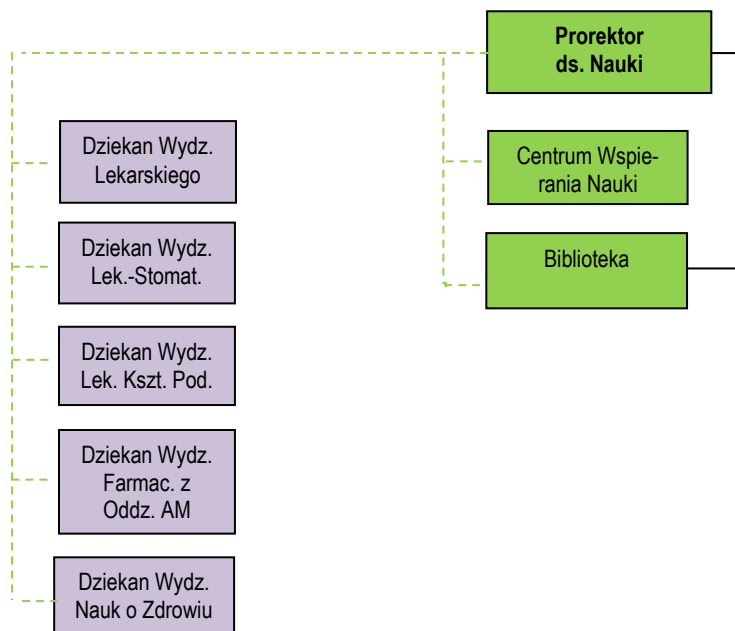 Prorektor
ds. Nauki
Centrum Wspie-
rania Nauki
Biblioteka
Dziekan Wydz.
Lekarskiego
Dziekan Wydz.
Lek.-Stomat.
Dziekan Wydz.
Lek. Kszt. Pod.
Dziekan Wydz.
Farmac. z
Oddz. AM
Dziekan Wydz.
Nauk o Zdrowiu